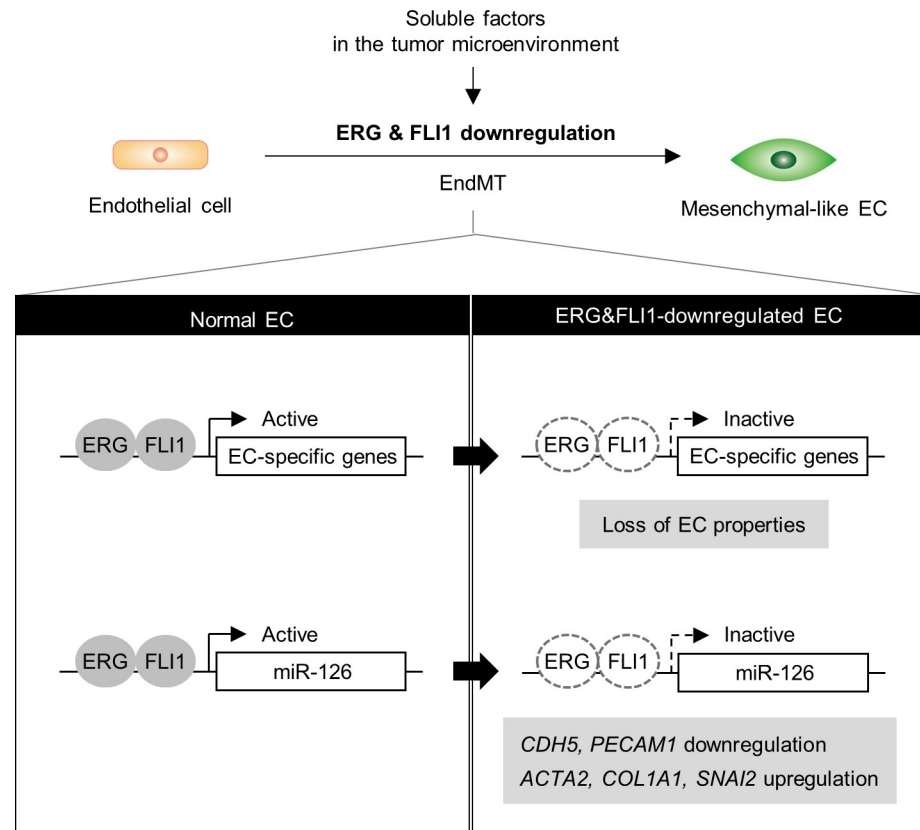 Soluble factors
in the tumor microenvironment
ERG & FLI1 downregulation
EndMT
Endothelial cell
Mesenchymal-like EC
Normal EC
ERG&FLI1-downregulated EC
Active
ERG FLI1
EC-specific genes
Inactive
ERG FLI1
EC-specific genes
Loss of EC properties
Active
ERG FLI1
miR-126
Inactive
ERG FLI1
miR-126
CDH5, PECAM1 downregulation
ACTA2, COL1A1, SNAI2 upregulation